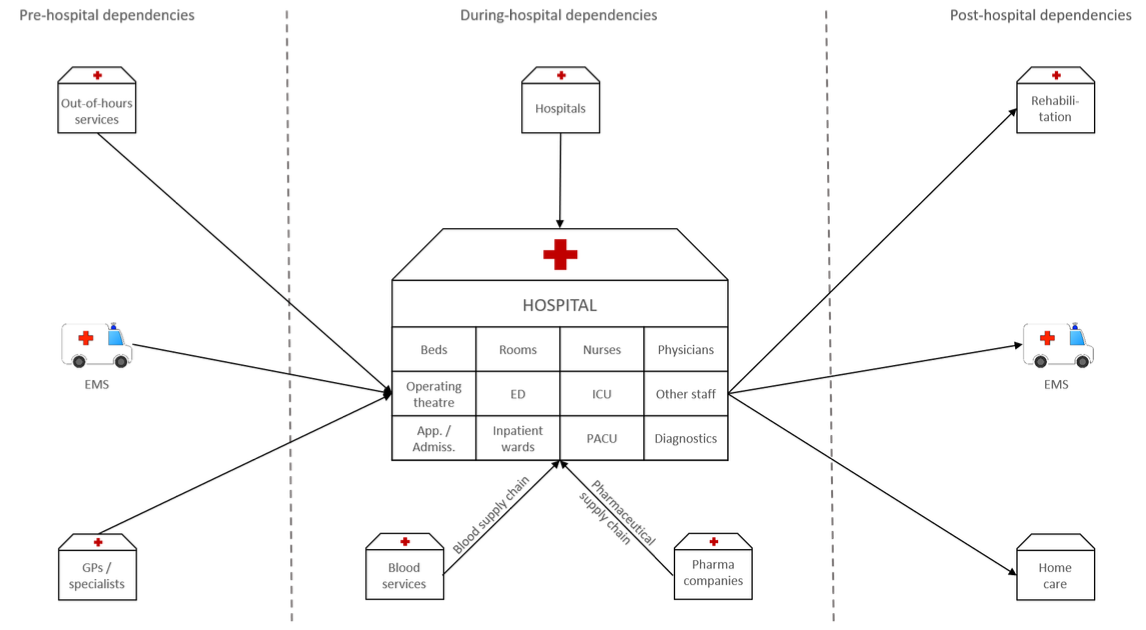 Pre-hospital dependencies
During-hospital dependencies
Post-hospital dependencies
Out-of-hours
services
Hospitals
Rehabili-
tation
EMS
HOSPITAL
Beds
Rooms
Nurses
Physicians
Operating
theatre
ED
ICU
Other staff
App. /
Admiss.
Inpatient
wards
PACU
Diagnostics
EMS
Blood supply chain
Pharmaceutical
supply chain
GPs /
specialists
Blood
services
Pharma
companies
Home
care